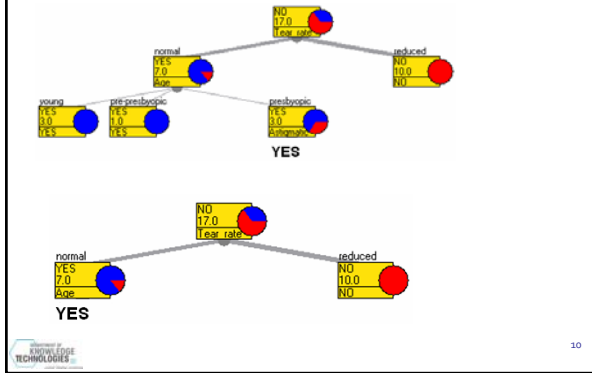 NO
17.0
Tear rate
normal
reduced
YES
7.0
Age
NO
10.0
NO
young
pre-presbyopic
presbyopic
YES
3.0
YES
YES
1.0
YES
YES
3.0
Astigmatic
YES
NO
17.0
Tear rate
normal
reduced
YES
7.0
Age
NO
10.0
NO
YES
KNOWLEDGE
TECHNOLOGIES
10